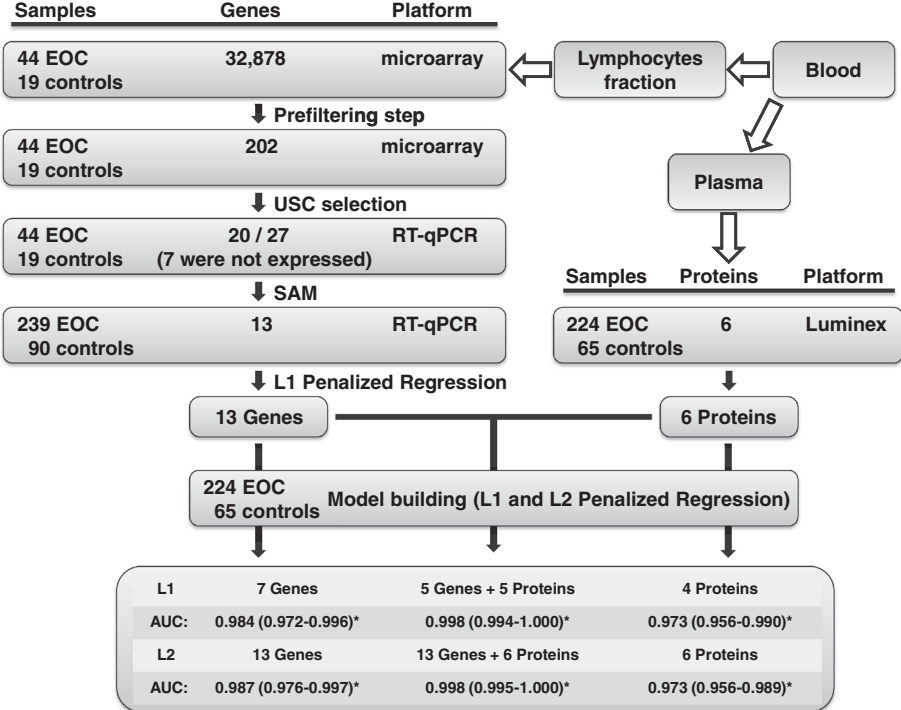 Samples Genes Platform
44 EOC 32,878 microarray
19 controls
Lymphocytes
fraction
Blood
Prefiltering step
44 EOC 202 microarray
19 controls
Plasma
USC selection
44 EOC 20 / 27 RT-qPCR
19 controls (7 were not expressed)
SAM
Samples Proteins Platform
239 EOC 13 RT-qPCR
90 controls
224 EOC 6 Luminex
65 controls
L1 Penalized Regression
13 Genes
6 Proteins
224 EOC
65 controls
Model building (L1 and L2 Penalized Regression)
L1 7 Genes 5 Genes + 5 Proteins 4 Proteins
AUC: 0.984 (0.972-0.996)* 0.998 (0.994-1.000)* 0.973 (0.956-0.990)*
L2 13 Genes 13 Genes + 6 Proteins 6 Proteins
AUC: 0.987 (0.976-0.997)* 0.998 (0.995-1.000)* 0.973 (0.956-0.989)*